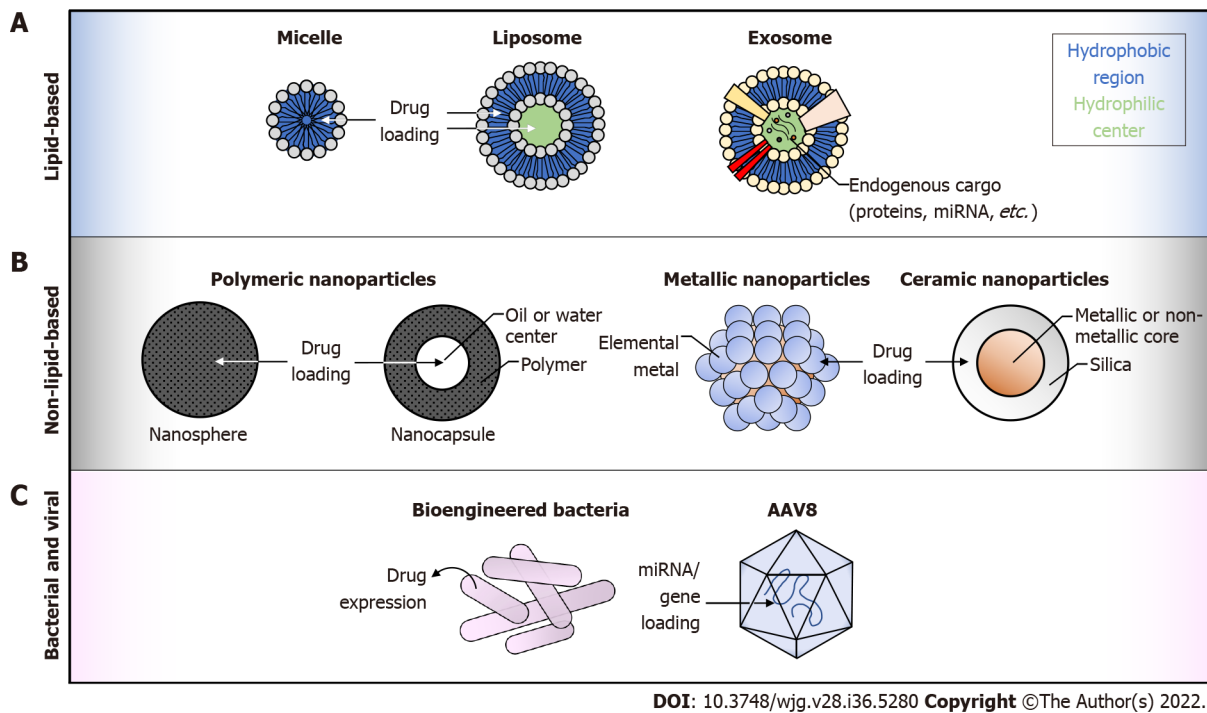 A
Lipid-based
Micelle
Liposome
Exosome
Hydrophobic
region
Hydrophilic
center
Drug
loading
Endogenous cargo
(proteins, miRNA, etc.)
B
Non-lipid-based
Polymeric nanoparticles
Metallic nanoparticles
Ceramic nanoparticles
Oil or water
center
Polymer
Drug
loading
Nanosphere
Nanocapsule
Elemental
metal
Drug
loading
Metallic or non-
metallic core
Silica
C
Bacterial and viral
Bioengineered bacteria
AAV8
Drug
expression
miRNA/
gene
loading
DOI: 10.3748/wjg.v28.i36.5280 Copyright ©The Author(s) 2022.